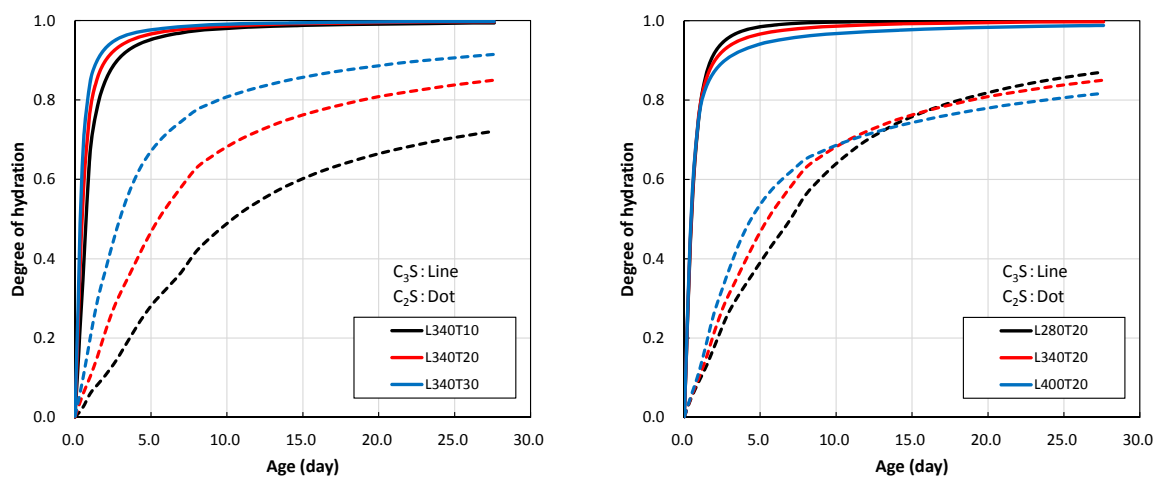 Degree of hydration
1.0
0.8
0.6
0.4
0.2
0.0
C₃S : Line
C₂S : Dot
L340T10
L340T20
L340T30
0.0 5.0 10.0 15.0 20.0 25.0 30.0
Age (day)
Degree of hydration
1.0
0.8
0.6
0.4
0.2
0.0
C₃S : Line
C₂S : Dot
L280T20
L340T20
L400T20
0.0 5.0 10.0 15.0 20.0 25.0 30.0
Age (day)